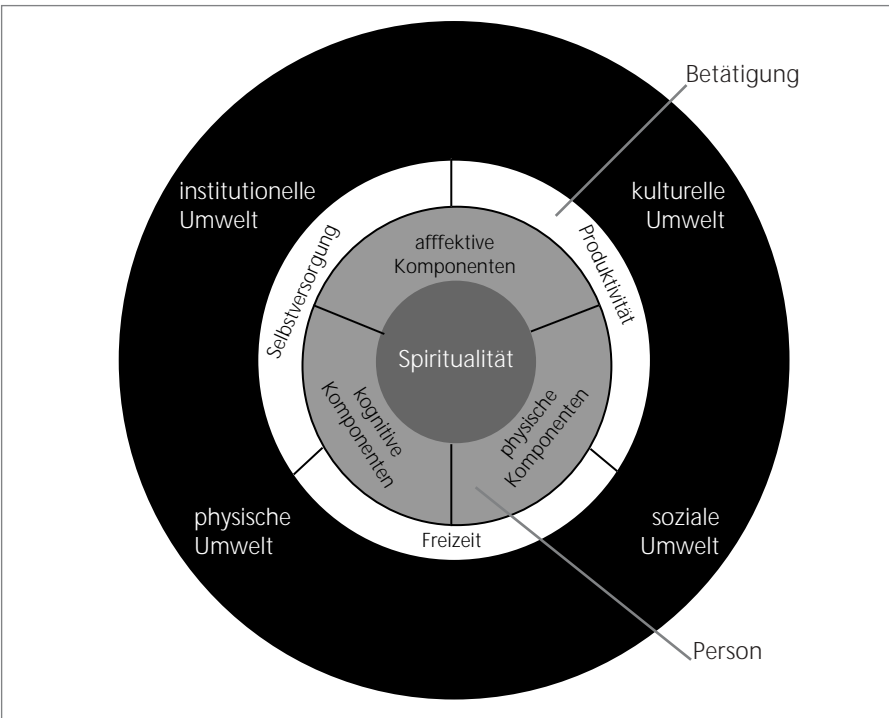 Betätigung
institutionelle
Umwelt
kulturelle
Umwelt
Selbstversorgung
afffektive
Komponenten
Produktivität
Spiritualität
kognitive
Komponenten
physische
Komponenten
physische
Umwelt
Freizeit
soziale
Umwelt
Person